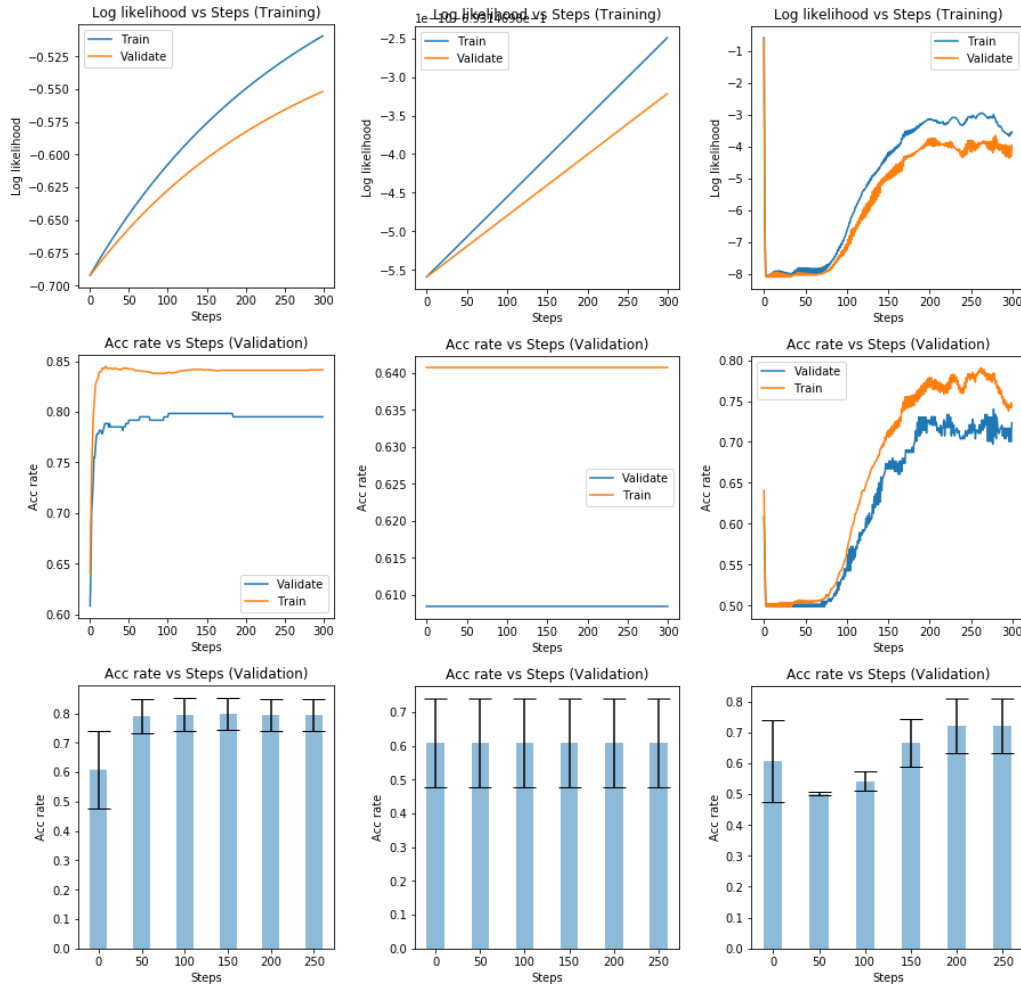 Log likelihood vs Steps (Training)
−0.525
−0.550
−0.575
−0.600
−0.625
−0.650
−0.675
−0.700
Log likelihood
Train
Validate
0 50 100 150 200 250 300
Steps
Log likelihood vs Steps (Training)
−2.5
−3.0
−3.5
−4.0
−4.5
−5.0
−5.5
Log likelihood
Train
Validate
0 50 100 150 200 250 300
Steps
Log likelihood vs Steps (Training)
−1
−2
−3
−4
−5
−6
−7
−8
Log likelihood
Train
Validate
0 50 100 150 200 250 300
Steps
Acc rate vs Steps (Validation)
0.85
0.80
0.75
0.70
0.65
0.60
Acc rate
Validate
Train
0 50 100 150 200 250 300
Steps
Acc rate vs Steps (Validation)
0.640
0.635
0.630
0.625
0.620
0.615
0.610
Acc rate
Validate
Train
0 50 100 150 200 250 300
Steps
Acc rate vs Steps (Validation)
0.80
0.75
0.70
0.65
0.60
0.55
0.50
Acc rate
Validate
Train
0 50 100 150 200 250 300
Steps
Acc rate vs Steps (Validation)
0.8
0.7
0.6
0.5
0.4
0.3
0.2
0.1
0.0
Acc rate
0 50 100 150 200 250
Steps
Acc rate vs Steps (Validation)
0.7
0.6
0.5
0.4
0.3
0.2
0.1
0.0
Acc rate
0 50 100 150 200 250
Steps
Acc rate vs Steps (Validation)
0.8
0.7
0.6
0.5
0.4
0.3
0.2
0.1
0.0
Acc rate
0 50 100 150 200 250
Steps